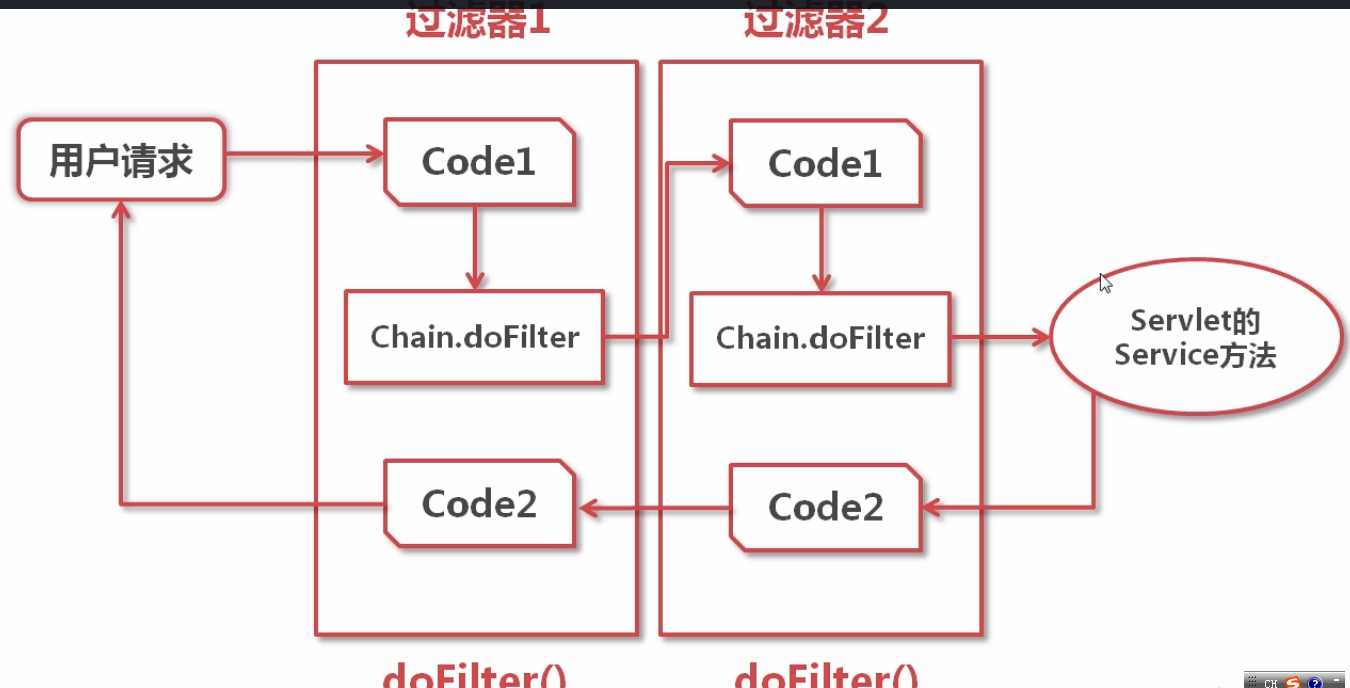 过滤器1
过滤器2
用户请求
Code1
Code1
Chain.doFilter
Chain.doFilter
Servlet的
Service方法
Code2
Code2
doFilter()
doFilter()
CH